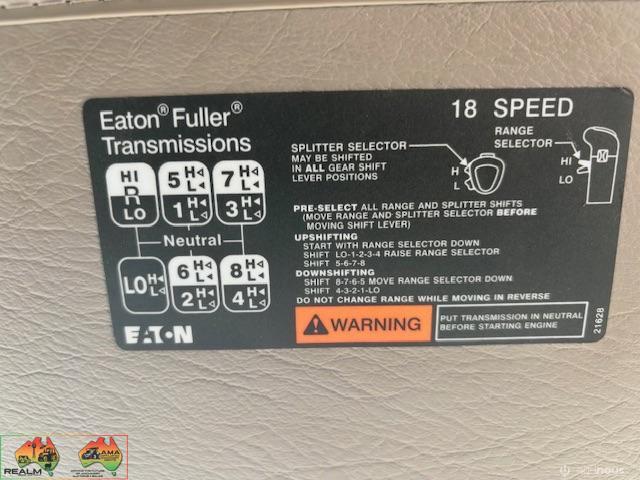 Eaton® Fuller®
Transmissions
18 SPEED
SPLITTER SELECTOR
MAY BE SHIFTED
IN ALL GEAR SHIFT
LEVER POSITIONS
H
L
RANGE
SELECTOR
HI
LO
HI
R
LO
5 H L
1 H L
7 H L
3 H L
Neutral
LO H L
6 H L
2 H L
8 H L
4 H L
PRE-SELECT ALL RANGE AND SPLITTER SHIFTS
(MOVE RANGE AND SPLITTER SELECTOR BEFORE
MOVING SHIFT LEVER)
UPSHIFTING
START WITH RANGE SELECTOR DOWN
SHIFT LO-1-2-3-4 RAISE RANGE SELECTOR
SHIFT 5-6-7-8
DOWNSHIFTING
SHIFT 8-7-6-5 MOVE RANGE SELECTOR DOWN
SHIFT 4-3-2-1-LO
DO NOT CHANGE RANGE WHILE MOVING IN REVERSE
EATON
WARNING
PUT TRANSMISSION IN NEUTRAL
BEFORE STARTING ENGINE
21628
REALM
AMA